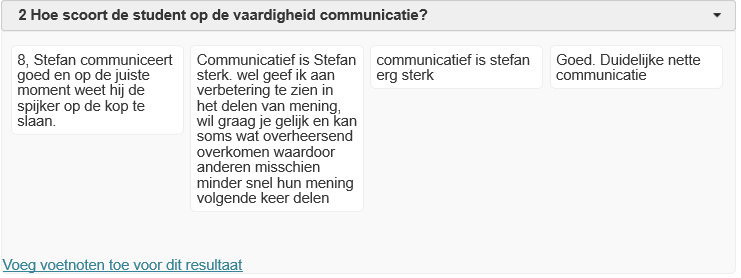 2 Hoe scoort de student op de vaardigheid communicatie?
8, Stefan communiceert
goed en op de juiste
moment weet hij de
spijker op de kop te
slaan.
Communicatief is Stefan
sterk. wel geef ik aan
verbetering te zien in
het delen van mening,
wil graag je gelijk en kan
soms wat overheersend
overkomen waardoor
anderen misschien
minder snel hun mening
volgende keer delen
communicatief is stefan
erg sterk
Goed. Duidelijke nette
communicatie
Voeg voetnoten toe voor dit resultaat